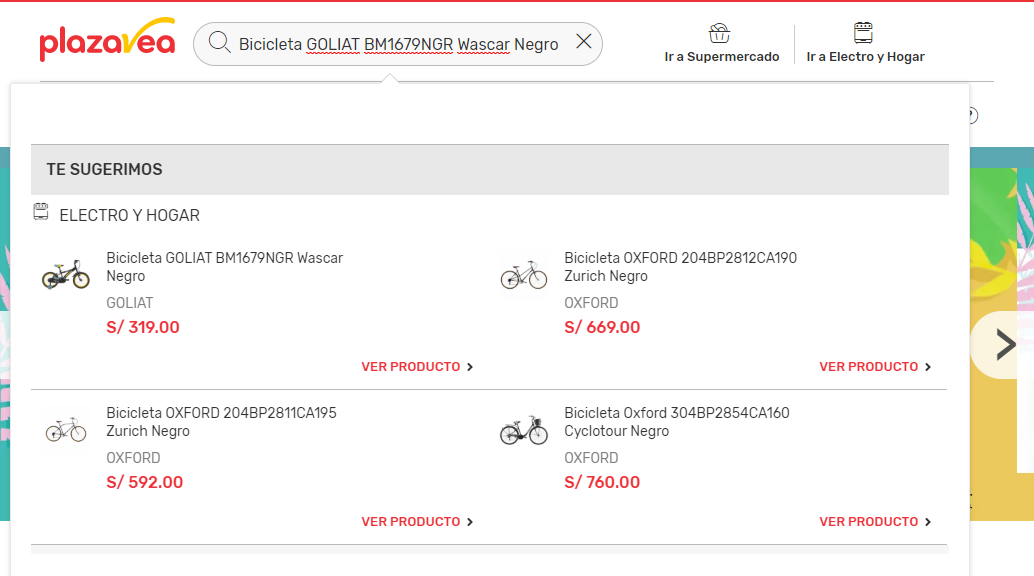 plazavea
Bicicleta GOLIAT BM1679NGR Wascar Negro
Ir a Supermercado
Ir a Electro y Hogar
?
TE SUGERIMOS
ELECTRO Y HOGAR
Bicicleta GOLIAT BM1679NGR Wascar
Negro
GOLIAT
S/ 319.00
VER PRODUCTO
Bicicleta OXFORD 204BP2812CA190
Zurich Negro
OXFORD
S/ 669.00
VER PRODUCTO
Bicicleta OXFORD 204BP2811CA195
Zurich Negro
OXFORD
S/ 592.00
VER PRODUCTO
Bicicleta Oxford 304BP2854CA160
Cyclotour Negro
OXFORD
S/ 760.00
VER PRODUCTO